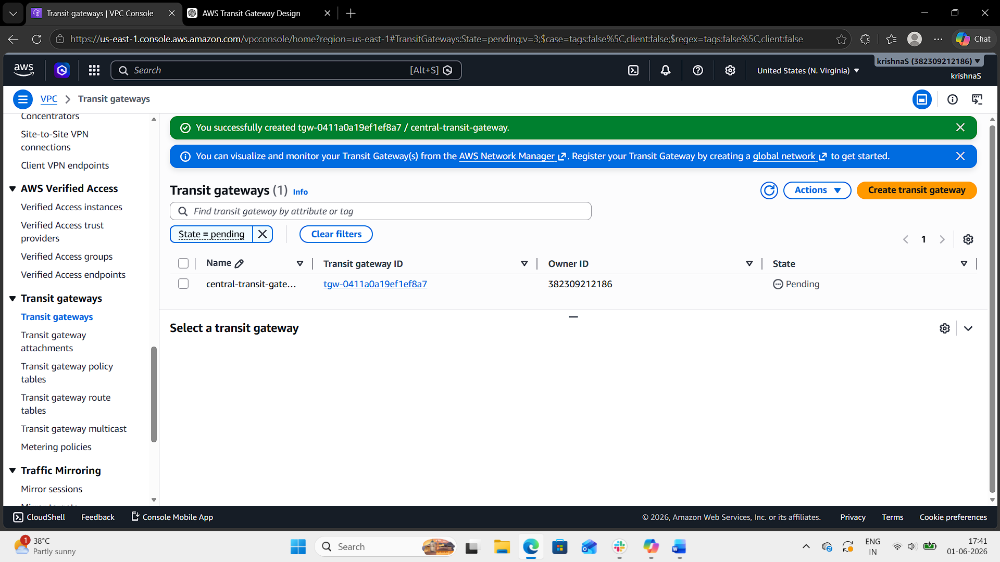 Transit gateways | VPC Console
AWS Transit Gateway Design
https://us-east-1.console.aws.amazon.com/vpcconsole/home?region=us-east-1#TransitGateways:State=pending;v=3;$case=tags:false%5C,client:false;$regex=tags:false%5C,client:false
Chat
aws
Search
[Alt+S]
United States (N. Virginia)
krishnaS (382309212186)
krishnaS
VPC
Transit gateways
Concentrators
Site-to-Site VPN
connections
Client VPN endpoints
AWS Verified Access
Verified Access instances
Verified Access trust
providers
Verified Access groups
Verified Access endpoints
Transit gateways
Transit gateways
Transit gateway
attachments
Transit gateway policy
tables
Transit gateway route
tables
Transit gateway multicast
Metering policies
Traffic Mirroring
Mirror sessions
You successfully created tgw-0411a0a19ef1ef8a7 / central-transit-gateway.
You can visualize and monitor your Transit Gateway(s) from the AWS Network Manager. Register your Transit Gateway by creating a global network to get started.
Transit gateways (1) Info
Actions
Create transit gateway
Find transit gateway by attribute or tag
State = pending
Clear filters
1
Name
Transit gateway ID
Owner ID
State
central-transit-gate...
tgw-0411a0a19ef1ef8a7
382309212186
Pending
Select a transit gateway
CloudShell
Feedback
Console Mobile App
© 2026, Amazon Web Services, Inc. or its affiliates.
Privacy
Terms
Cookie preferences
1
38°C
Partly sunny
Search
ENG
IN
17:41
01-06-2026